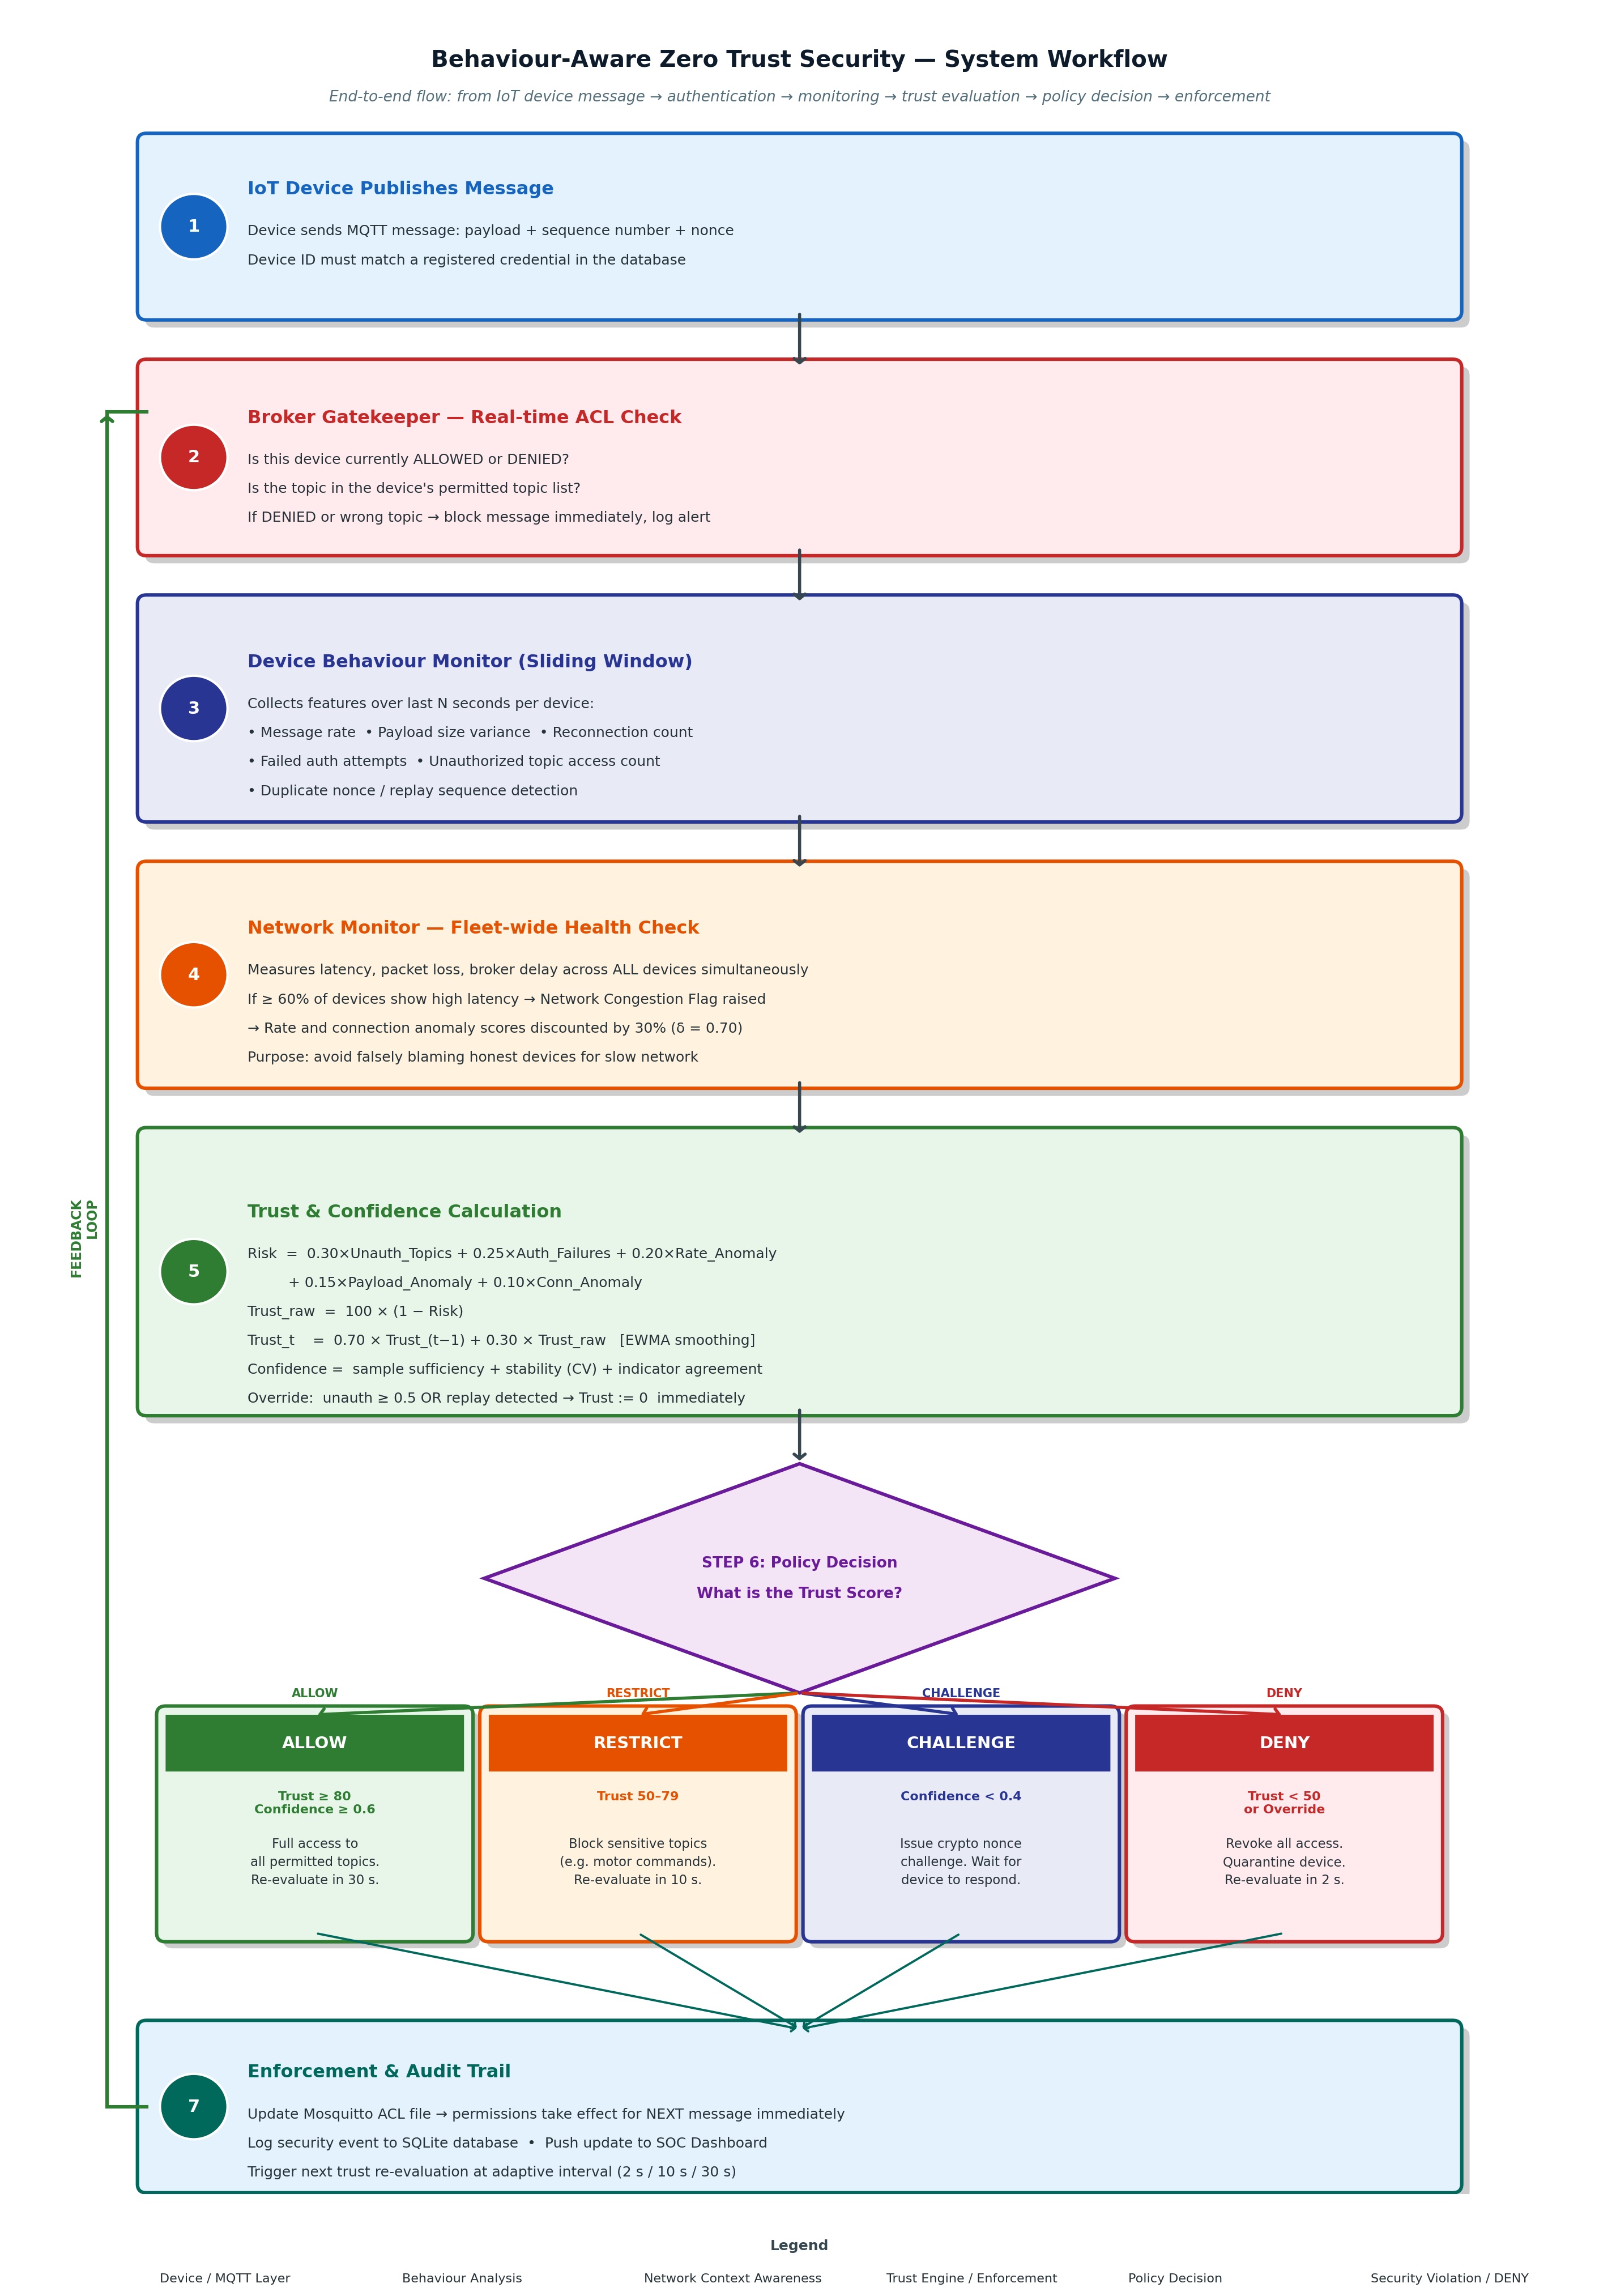 Behaviour-Aware Zero Trust Security — System Workflow
End-to-end flow: from IoT device message → authentication → monitoring → trust evaluation → policy decision → enforcement
IoT Device Publishes Message
1
Device sends MQTT message: payload + sequence number + nonce
Device ID must match a registered credential in the database
Broker Gatekeeper — Real-time ACL Check
2
Is this device currently ALLOWED or DENIED?
Is the topic in the device's permitted topic list?
If DENIED or wrong topic → block message immediately, log alert
Device Behaviour Monitor (Sliding Window)
3
Collects features over last N seconds per device:
• Message rate • Payload size variance • Reconnection count
• Failed auth attempts • Unauthorized topic access count
• Duplicate nonce / replay sequence detection
Network Monitor — Fleet-wide Health Check
4
Measures latency, packet loss, broker delay across ALL devices simultaneously
If ≥ 60% of devices show high latency → Network Congestion Flag raised
→ Rate and connection anomaly scores discounted by 30% (δ = 0.70)
Purpose: avoid falsely blaming honest devices for slow network
FEEDBACK
LOOP
Trust & Confidence Calculation
5
Risk = 0.30×Unauth_Topics + 0.25×Auth_Failures + 0.20×Rate_Anomaly
+ 0.15×Payload_Anomaly + 0.10×Conn_Anomaly
Trust_raw = 100 × (1 − Risk)
Trust_t = 0.70 × Trust_(t−1) + 0.30 × Trust_raw [EWMA smoothing]
Confidence = sample sufficiency + stability (CV) + indicator agreement
Override: unauth ≥ 0.5 OR replay detected → Trust := 0 immediately
STEP 6: Policy Decision
What is the Trust Score?
ALLOW
RESTRICT
CHALLENGE
DENY
ALLOW
Trust ≥ 80
Confidence ≥ 0.6
Full access to
all permitted topics.
Re-evaluate in 30 s.
RESTRICT
Trust 50–79
Block sensitive topics
(e.g. motor commands).
Re-evaluate in 10 s.
CHALLENGE
Confidence < 0.4
Issue crypto nonce
challenge. Wait for
device to respond.
DENY
Trust < 50
or Override
Revoke all access.
Quarantine device.
Re-evaluate in 2 s.
Enforcement & Audit Trail
7
Update Mosquitto ACL file → permissions take effect for NEXT message immediately
Log security event to SQLite database • Push update to SOC Dashboard
Trigger next trust re-evaluation at adaptive interval (2 s / 10 s / 30 s)
Legend
Device / MQTT Layer
Behaviour Analysis
Network Context Awareness
Trust Engine / Enforcement
Policy Decision
Security Violation / DENY